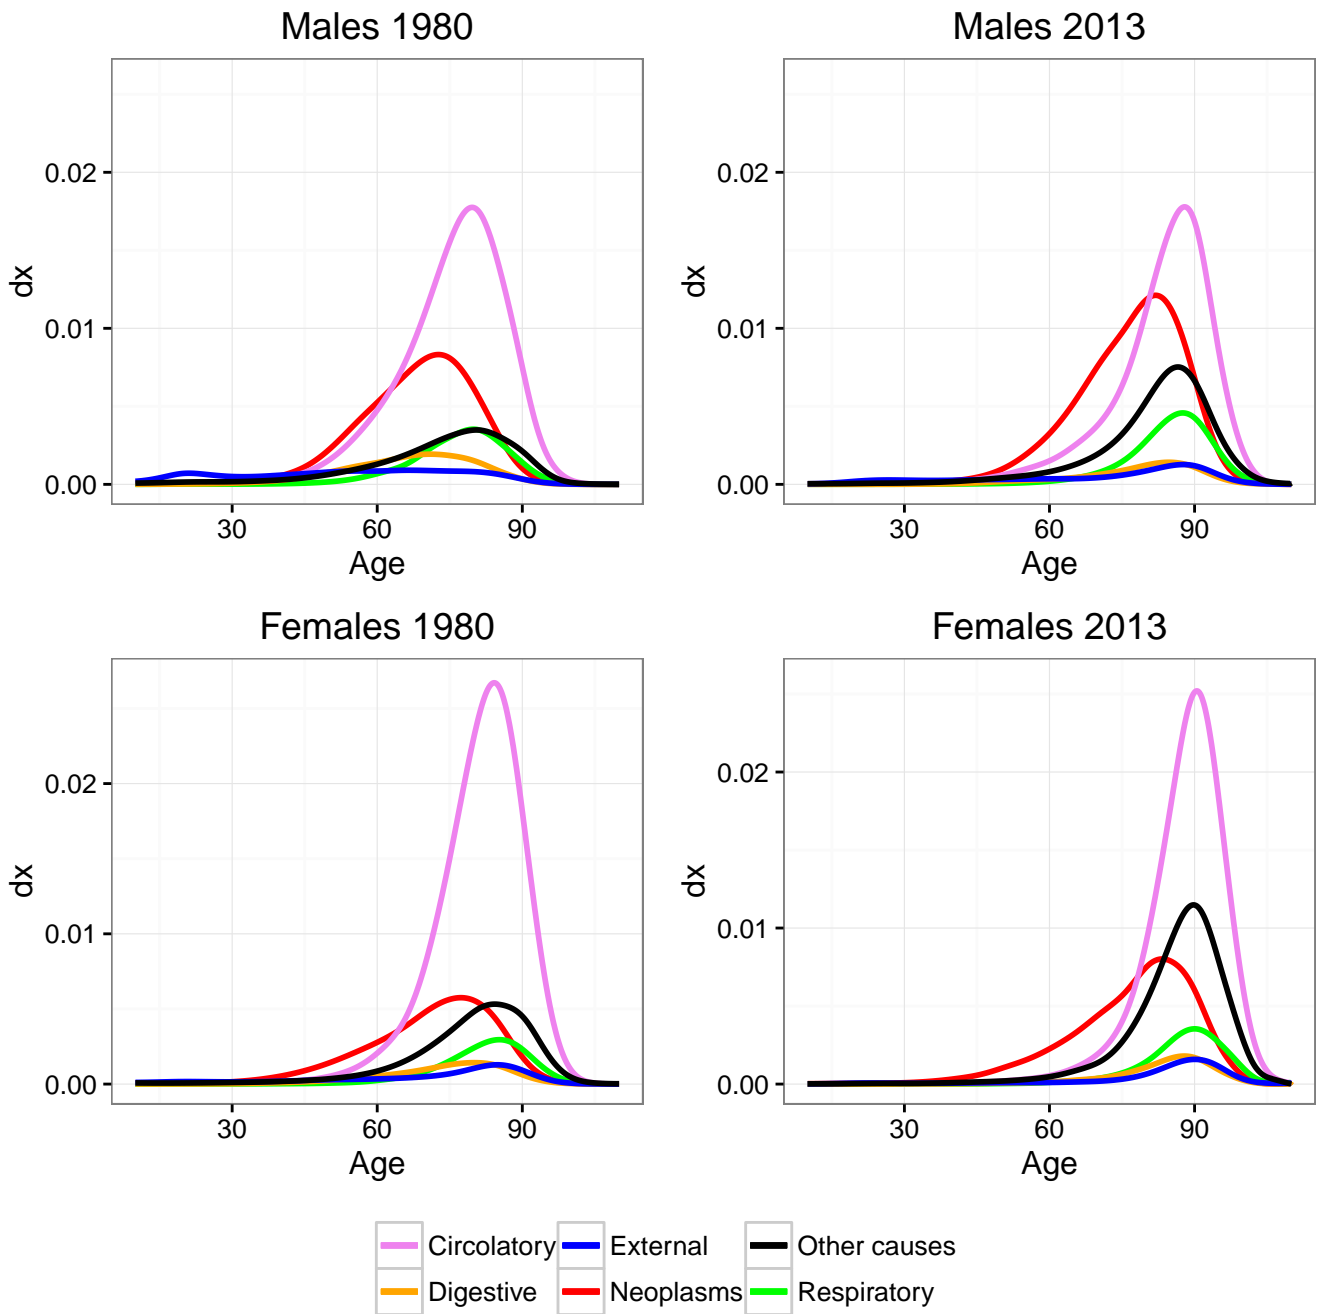 Males 1980
Males 2013
0.02
0.01
0.00
dx
30 60 90
Age
0.02
0.01
0.00
dx
30 60 90
Age
Females 1980
Females 2013
0.02
0.01
0.00
dx
30 60 90
Age
0.02
0.01
0.00
dx
30 60 90
Age
Circolatory External Other causes
Digestive Neoplasms Respiratory